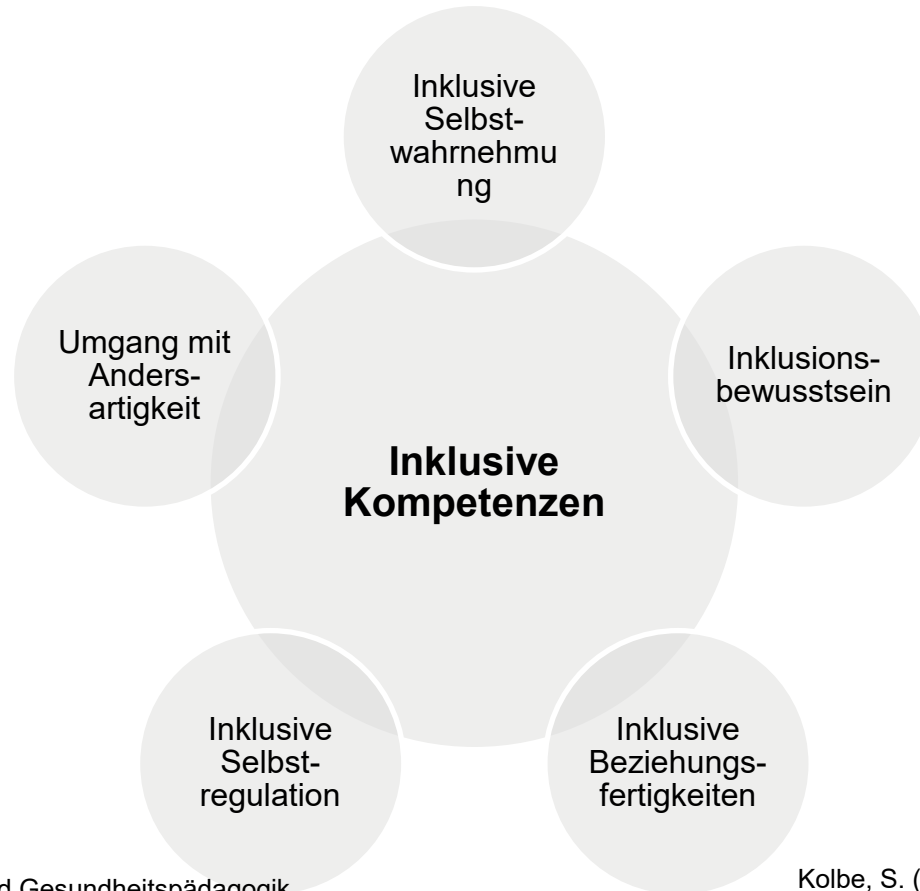 Inklusive
Selbst-
wahrnehmu
ng
Umgang mit
Anders-
artigkeit
Inklusions-
bewusstsein
Inklusive
Kompetenzen
Inklusive
Selbst-
regulation
Inklusive
Beziehungs-
fertigkeiten
Gesundheitspädagogik
Kolbe, S. (